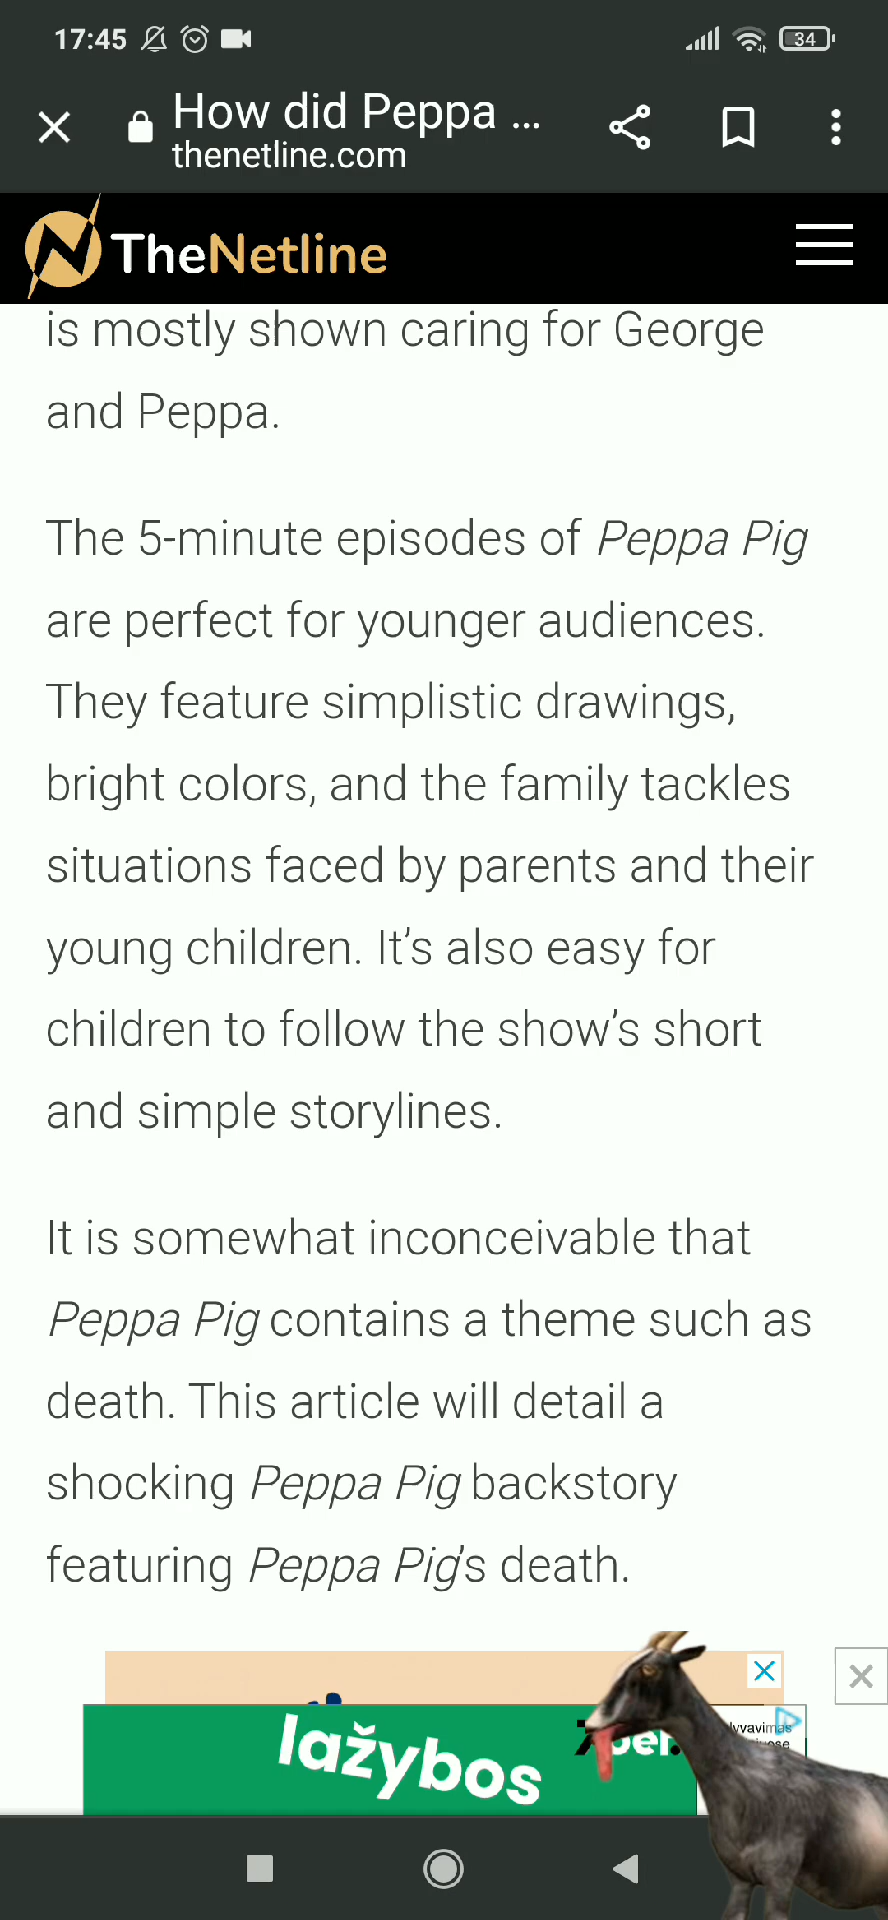 17:45
34
How did Peppa ...
thenetline.com
TheNetline
is mostly shown caring for George
and Peppa.
The 5-minute episodes of Peppa Pig
are perfect for younger audiences.
They feature simplistic drawings,
bright colors, and the family tackles
situations faced by parents and their
young children. It's also easy for
children to follow the show's short
and simple storylines.
It is somewhat inconceivable that
Peppa Pig contains a theme such as
death. This article will detail a
shocking Peppa Pig backstory
featuring Peppa Pig's death.
lažybos